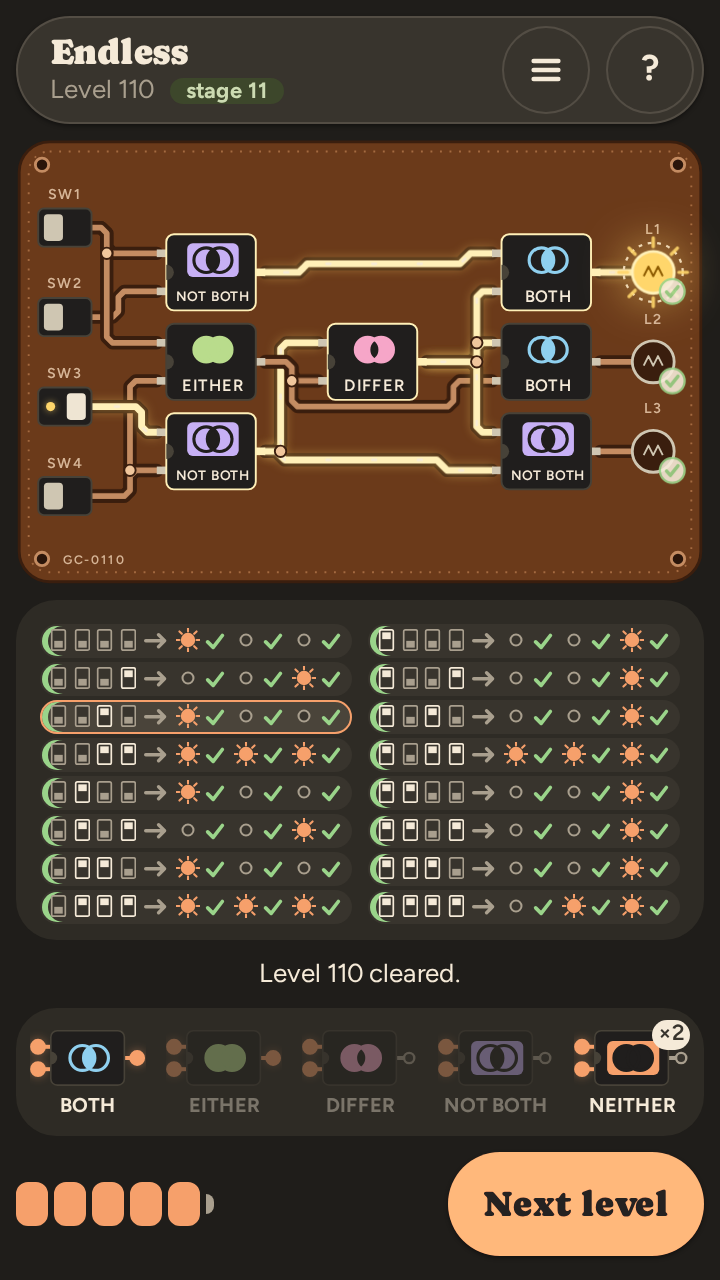 Endless
Level 110 stage 11
?
SW1
SW2
SW3
SW4
NOT BOTH
EITHER
NOT BOTH
DIFFER
BOTH
BOTH
NOT BOTH
L1
L2
L3
GC-0110
Level 110 cleared.
×2
BOTH EITHER DIFFER NOT BOTH NEITHER
Next level